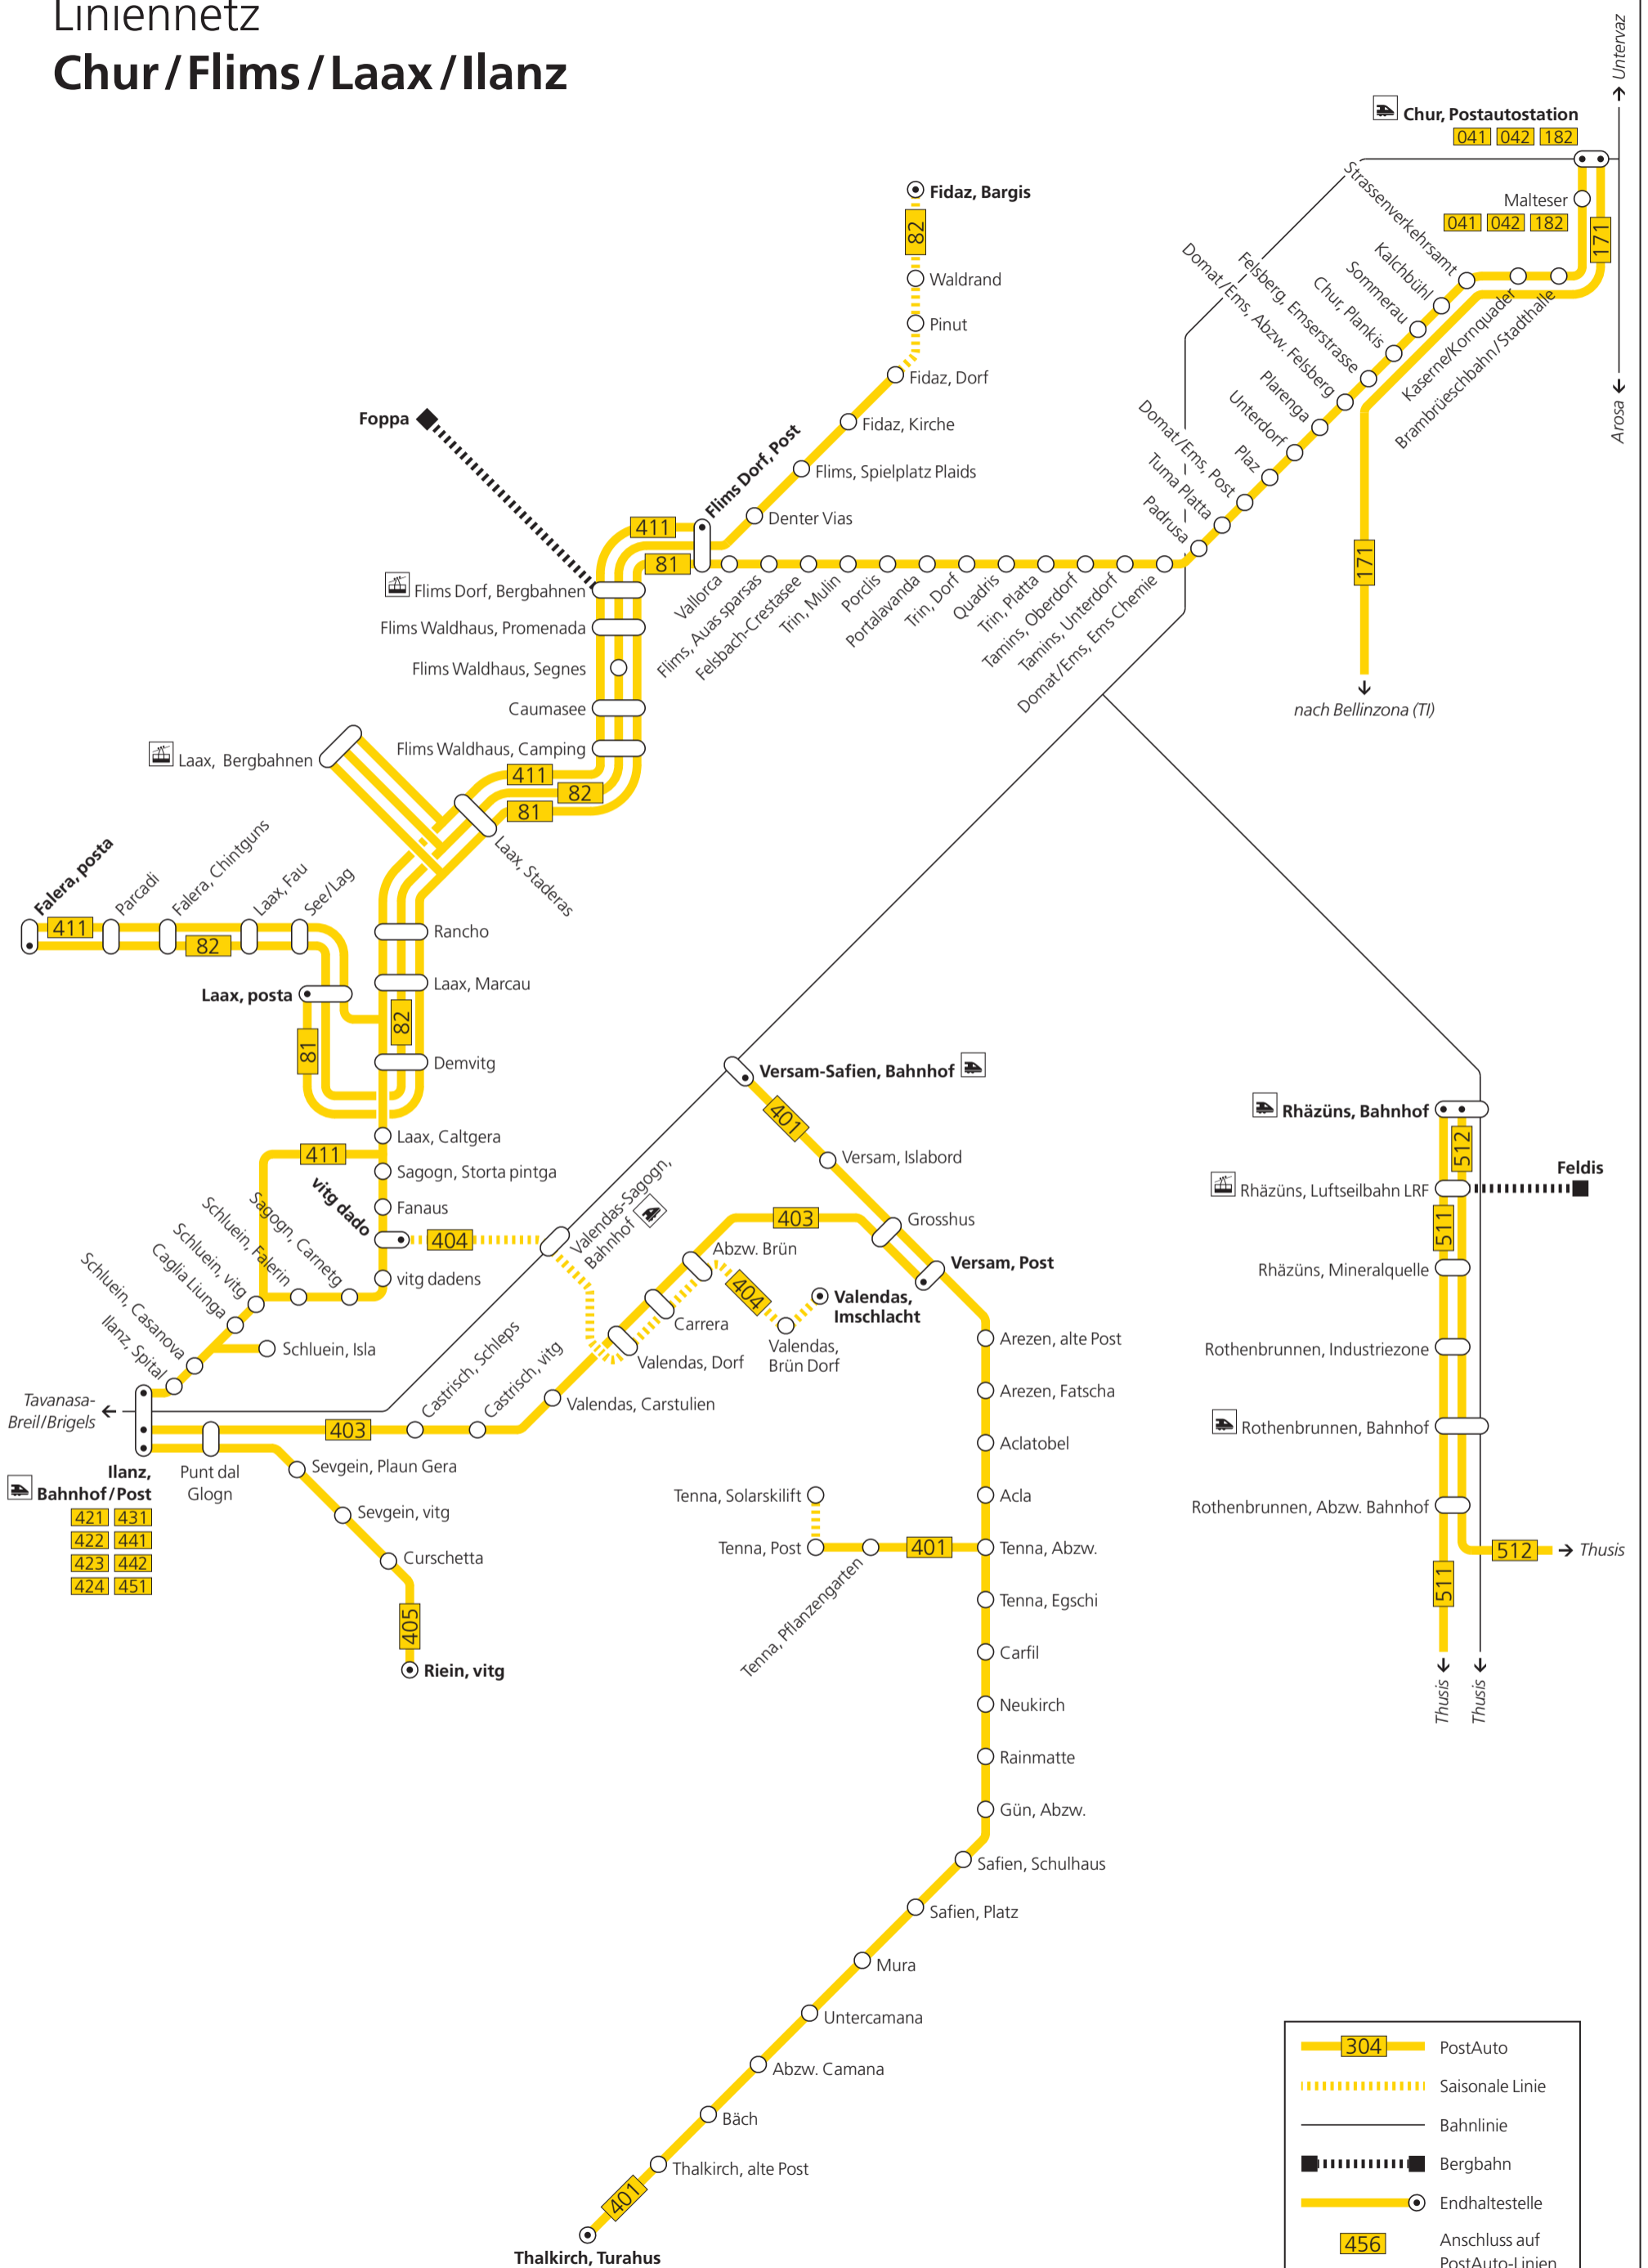 Liniennetz
Chur / Flims / Laax / Ilanz
Untervaz
Chur, Postautostation
041 042 182
Malteser
041 042 182
171
Arosa
Strassenverkehrsamt
Kalchbühl
Sommerau
Chur, Plankis
Felsberg, Emserstrasse
Domat/Ems, Abzw. Felsberg
Plarenga
Unterdorf
Plaz
Domat/Ems, Post
Tuma Platta
Padrusa
Kaserne/Kornquader
Brambrüeschbahn/Stadthalle
171
nach Bellinzona (TI)
Fidaz, Bargis
82
Waldrand
Pinut
Fidaz, Dorf
Fidaz, Kirche
Flims, Spielplatz Plaids
Denter Vias
Foppa
Flims Dorf, Post
411
81
Vallorca
Flims, Auas sparsas
Felsbach-Crestasee
Trin, Mulin
Porclis
Portalavanda
Trin, Dorf
Quadris
Trin, Platta
Tamins, Oberdorf
Tamins, Unterdorf
Domat/Ems, Ems Chemie
Flims Dorf, Bergbahnen
Flims Waldhaus, Promenada
Flims Waldhaus, Segnes
Caumasee
Flims Waldhaus, Camping
411
82
81
Laax, Bergbahnen
Laax, Staderas
Falera, posta
Parcadi
Falera, Chintguns
Laax, Fau
See/Lag
411
82
Rancho
Laax, posta
Laax, Marcau
81
82
Demvitg
Laax, Caltgera
411
Sagogn, Storta pintga
Fanaus
vitg dado
404
vitg dadens
Sagogn, Carnetg
Schluein, Falerin
Schluein, vitg
Caglia Liunga
Schluein, Casanova
Ilanz, Spital
Schluein, Isla
Valendas-Sagogn,
Bahnhof
Versam-Safien, Bahnhof
401
Versam, Islabord
Grosshus
403
Versam, Post
Abzw. Brün
404
Valendas,
Imschlacht
Carrera
Valendas,
Brün Dorf
Valendas, Dorf
Valendas, Carstulien
Castrisch, Schleps
Castrisch, vitg
403
Tavanasa-
Breil/Brigels
Ilanz,
Bahnhof/Post
421 431
422 441
423 442
424 451
Punt dal
Glogn
Sevgein, Plaun Gera
Sevgein, vitg
Curschetta
405
Riein, vitg
Arezen, alte Post
Arezen, Fatscha
Aclatobel
Acla
Tenna, Solarskilift
Tenna, Post
401
Tenna, Abzw.
Tenna, Pflanzengarten
Tenna, Egschi
Carfil
Neukirch
Rainmatte
Gün, Abzw.
Safien, Schulhaus
Safien, Platz
Mura
Untercamana
Abzw. Camana
Bäch
Thalkirch, alte Post
401
Thalkirch, Turahus
Rhäzüns, Bahnhof
512
Feldis
Rhäzüns, Luftseilbahn LRF
511
Rhäzüns, Mineralquelle
Rothenbrunnen, Industriezone
Rothenbrunnen, Bahnhof
Rothenbrunnen, Abzw. Bahnhof
512
Thusis
511
Thusis
Thusis
304 PostAuto
Saisonale Linie
Bahnlinie
Bergbahn
Endhaltestelle
456 Anschluss auf
PostAuto-Linien